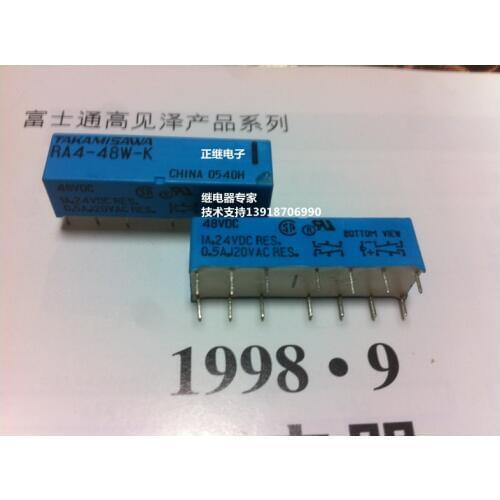 富士通高见泽产品系列
TAKAMISAWA
RA4-48W-K
正继电子
CHINA 0540H
48VDC
1A,24VDC RES.
0.5A,120VAC RES.
继电器专家
技术支持13918706990
48VDC
1A,24VDC RES.
0.5A,120VAC RES.
BOTTOM VIEW
1998·9